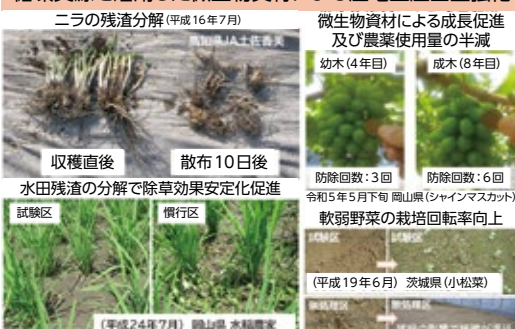 ニラの残渣分解(平成16年7月)
高知県JA土佐香美
収穫直後
散布10日後
水田残渣の分解で除草効果安定化促進
試験区
慣行区
(平成24年7月) 岡山県 水稲農家
微生物資材による成長促進
及び農薬使用量の半減
幼木(4年目)
成木(8年目)
防除回数:3回
防除回数:6回
令和5年5月下旬 岡山県(シャインマスカット)
軟弱野菜の栽培回転率向上
試験区
試験区
(平成19年6月) 茨城県(小松菜)
無処理区
無処理区